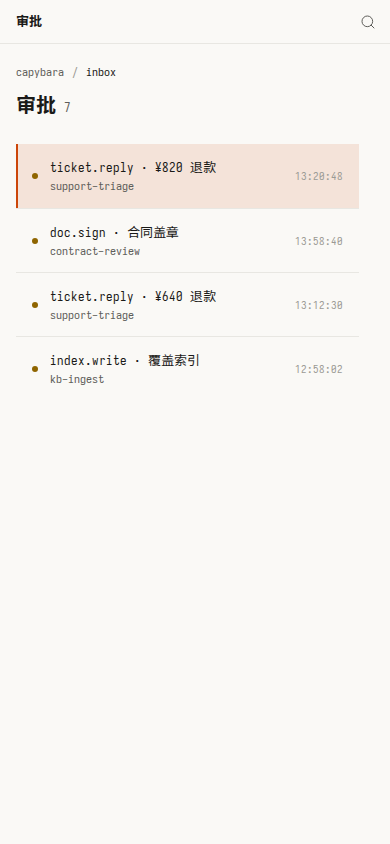 审批
capybara / inbox
审批 7
ticket.reply · ¥820 退款
support-triage
13:20:48
doc.sign · 合同盖章
contract-review
13:58:40
ticket.reply · ¥640 退款
support-triage
13:12:30
index.write · 覆盖索引
kb-ingest
12:58:02